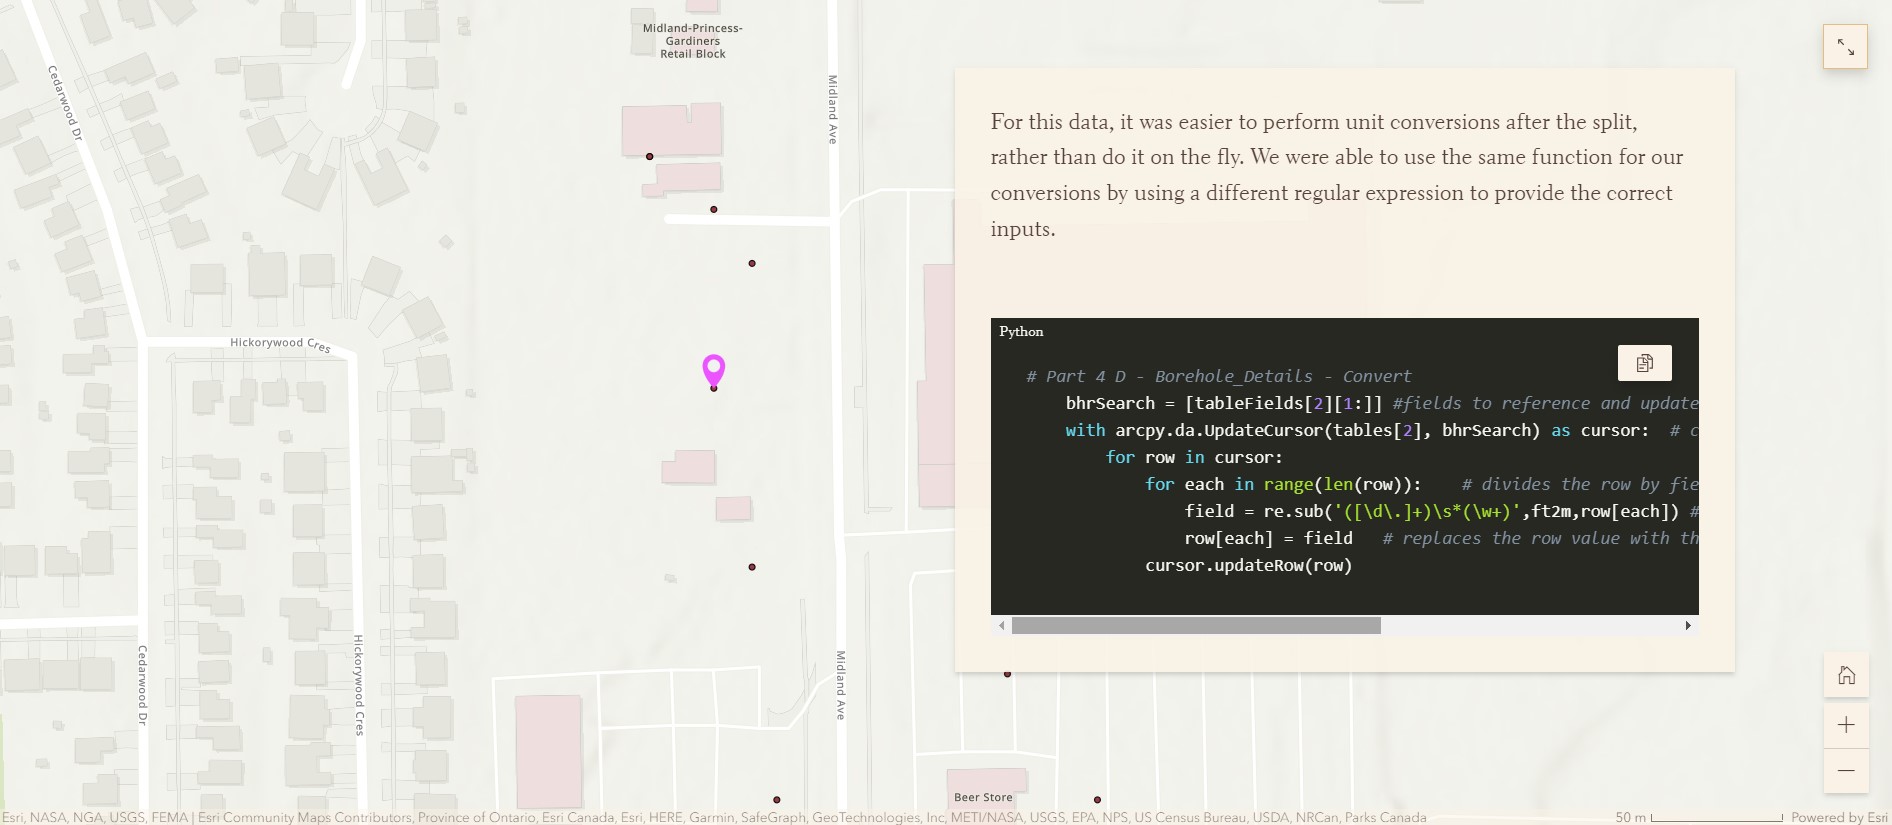 Midland-Princess-
Gardiners
Retail Block
Cedarwood Dr
Midland Ave
Hickorywood Cres
Cedarwood Dr
Hickorywood Cres
Midland Ave
Beer Store
For this data, it was easier to perform unit conversions after the split,
rather than do it on the fly. We were able to use the same function for our
conversions by using a different regular expression to provide the correct
inputs.
Python
# Part 4 D - Borehole_Details - Convert
bhrSearch = [tableFields[2][1:]] #fields to reference and update
with arcpy.da.UpdateCursor(tables[2], bhrSearch) as cursor:  # c
for row in cursor:
for each in range(len(row)):    # divides the row by fie
field = re.sub('([\d\.]+)\s*(\w+)',ft2m,row[each]) #
row[each] = field   # replaces the row value with th
cursor.updateRow(row)
Esri, NASA, NGA, USGS, FEMA | Esri Community Maps Contributors, Province of Ontario, Esri Canada, Esri, HERE, Garmin, SafeGraph, GeoTechnologies, Inc, METI/NASA, USGS, EPA, NPS, US Census Bureau, USDA, NRCan, Parks Canada
50 m
Powered by Esri